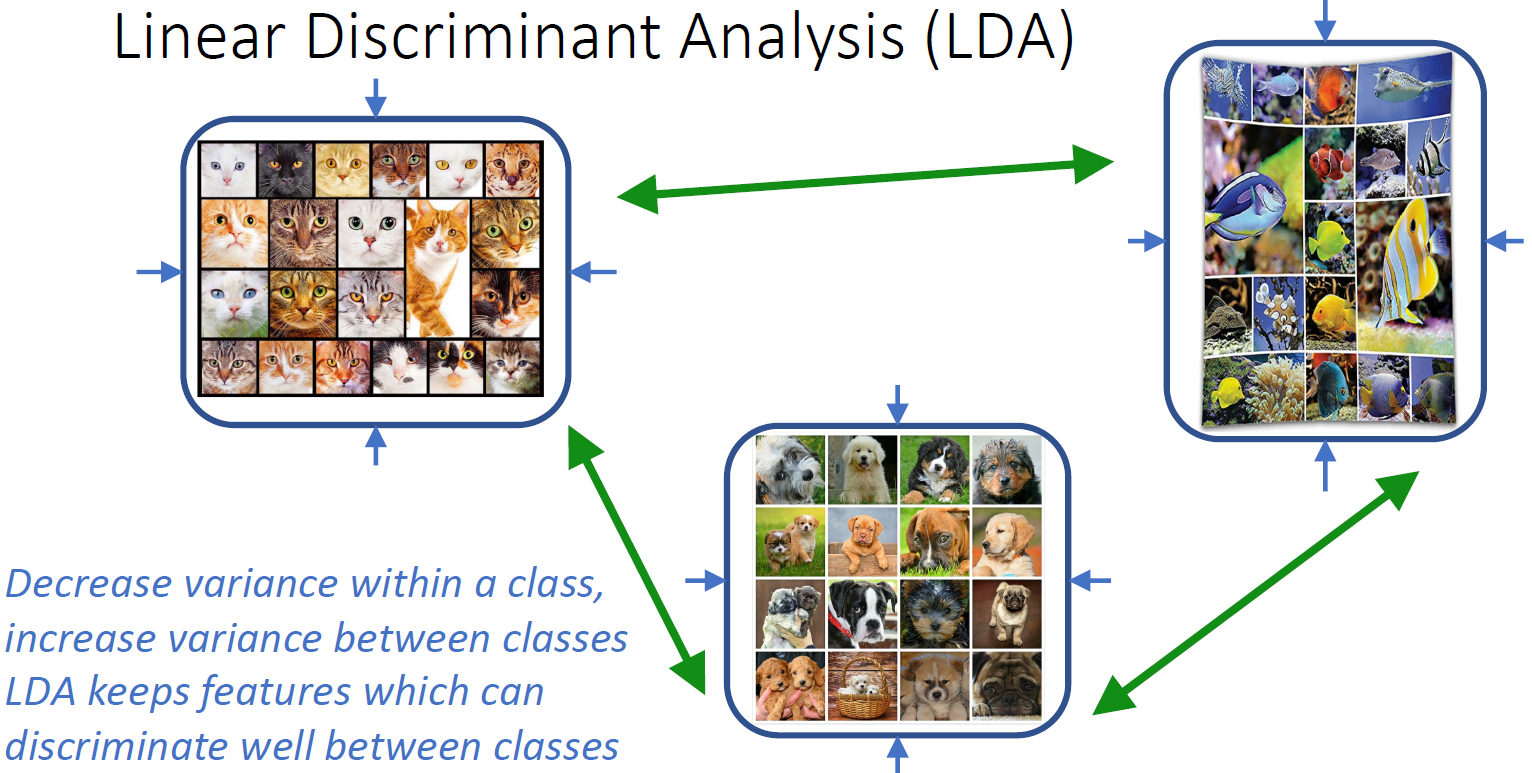 Linear Discriminant Analysis (LDA)
Decrease variance within a class,
increase variance between classes
LDA keeps features which can
discriminate well between classes